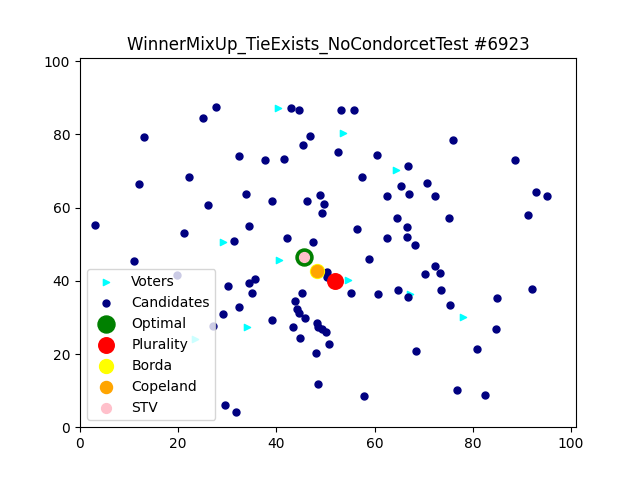 WinnerMixUp_TieExists_NoCondorcetTest #6923
100
80
60
40
20
0
Voters
Candidates
Optimal
Plurality
Borda
Copeland
STV
0 20 40 60 80 100